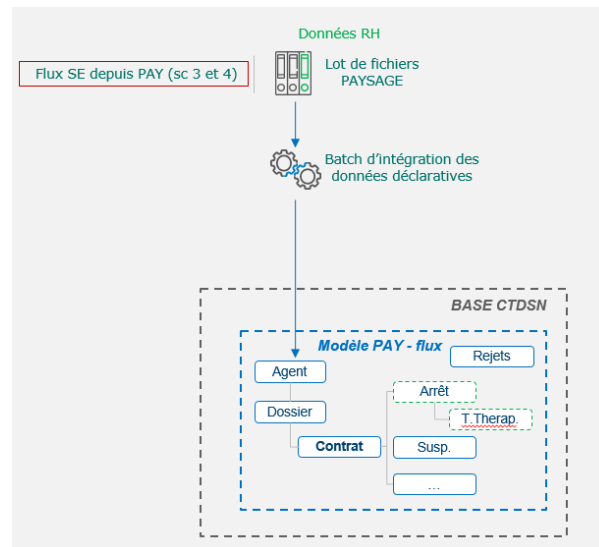 Données RH
Flux SE depuis PAY (sc 3 et 4)
Lot de fichiers
PAYSAGE
Batch d'intégration des
données déclaratives
BASE CTDSN
Modèle PAY - flux
Rejets
Agent
Arrêt
Dossier
T.Therap.
Contrat
Susp.
...